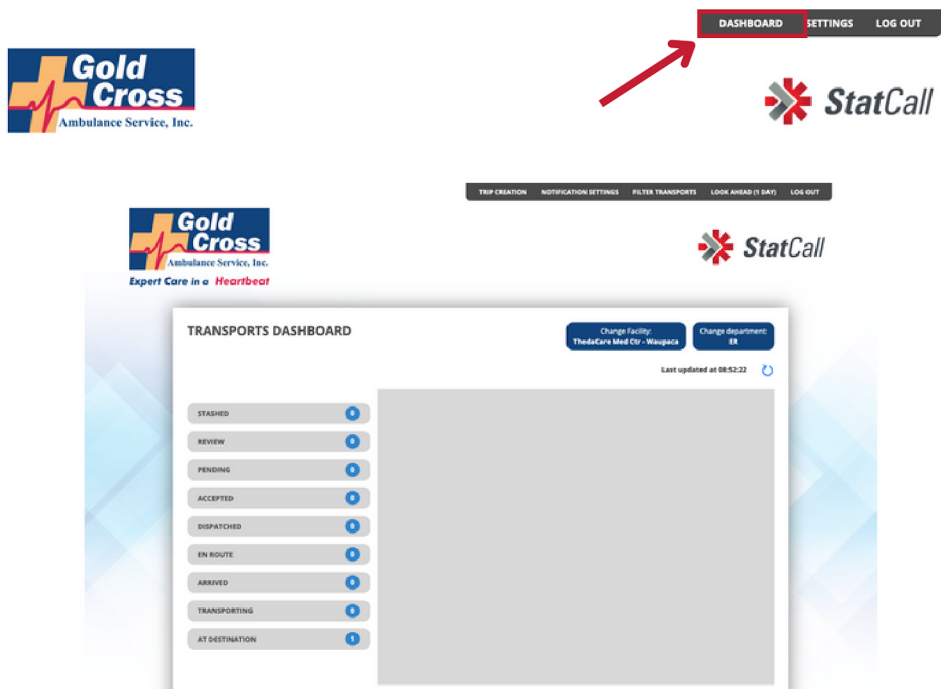 DASHBOARD SETTINGS LOG OUT
Gold
Cross
Ambulance Service, Inc.
StatCall
TRIP CREATION NOTIFICATION SETTINGS FILTER TRANSPORTS LOOK AHEAD (1 DAY) LOG OUT
Gold
Cross
Ambulance Service, Inc.
Expert Care in a Heartbeat
StatCall
TRANSPORTS DASHBOARD
Change Facility:
ThedaCare Med Ctr - Waupaca
Change department:
ER
Last updated at 08:52:22
STASHED 0
REVIEW 0
PENDING 0
ACCEPTED 0
DISPATCHED 0
EN ROUTE 0
ARRIVED 0
TRANSPORTING 0
AT DESTINATION 1